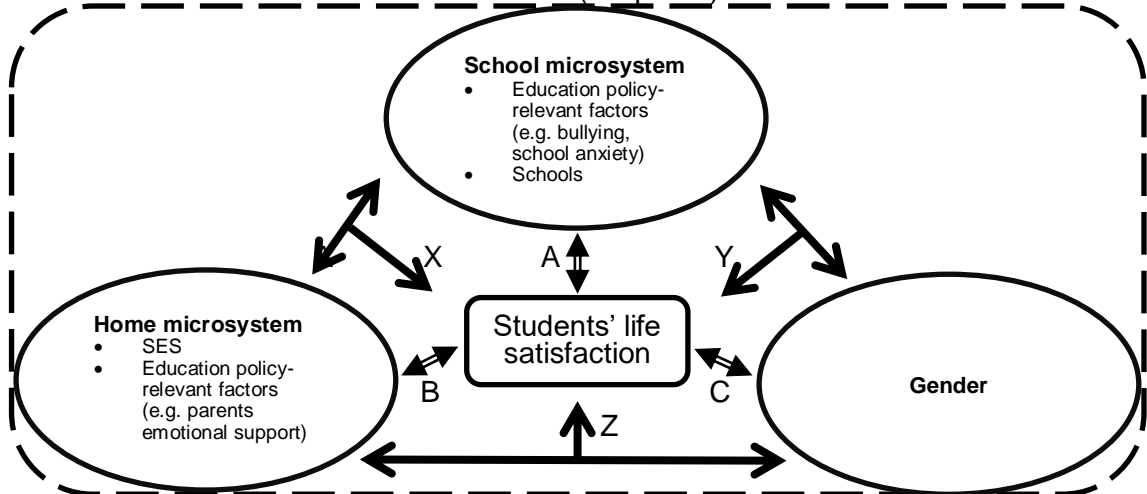 School microsystem
• Education policy-
relevant factors
(e.g. bullying,
school anxiety)
• Schools
X
A
Y
Home microsystem
• SES
• Education policy-
relevant factors
(e.g. parents
emotional support)
B
Students' life
satisfaction
C
Gender
Z